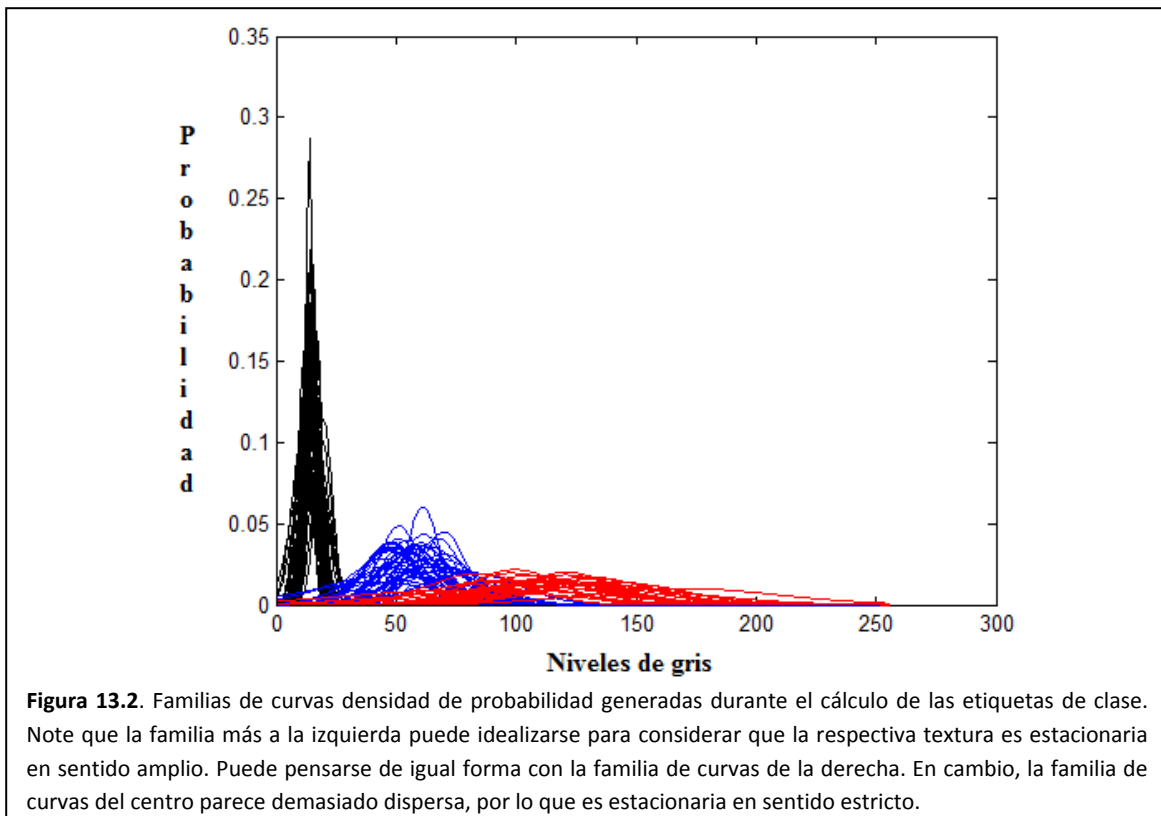 0.35
0.3
0.25
0.2
0.15
0.1
0.05
0
Probabilidad
0 50 100 150 200 250 300
Niveles de gris
Figura 13.2. Familias de curvas densidad de probabilidad generadas durante el cálculo de las etiquetas de clase.
Note que la familia más a la izquierda puede idealizarse para considerar que la respectiva textura es estacionaria
en sentido amplio. Puede pensarse de igual forma con la familia de curvas de la derecha. En cambio, la familia de
curvas del centro parece demasiado dispersa, por lo que es estacionaria en sentido estricto.